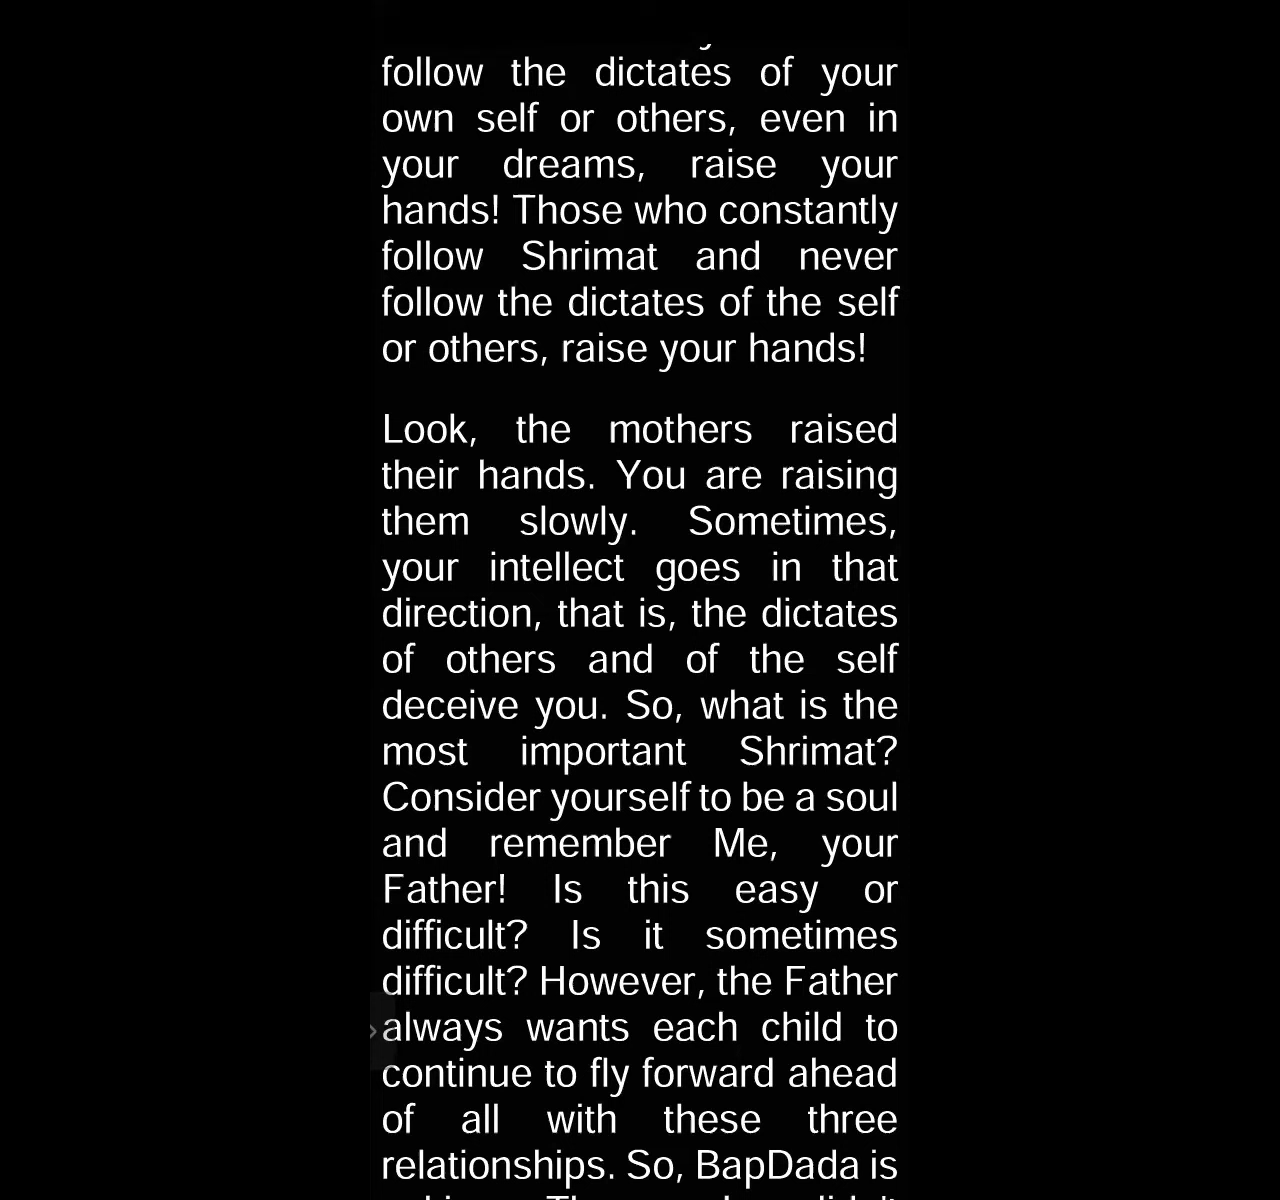 follow the dictates of your
own self or others, even in
your dreams, raise your
hands! Those who constantly
follow Shrimat and never
follow the dictates of the self
or others, raise your hands!
Look, the mothers raised
their hands. You are raising
them slowly. Sometimes,
your intellect goes in that
direction, that is, the dictates
of others and of the self
deceive you. So, what is the
most important Shrimat?
Consider yourself to be a soul
and remember Me, your
Father! Is this easy or
difficult? Is it sometimes
difficult? However, the Father
always wants each child to
continue to fly forward ahead
of all with these three
relationships. So, BapDada is